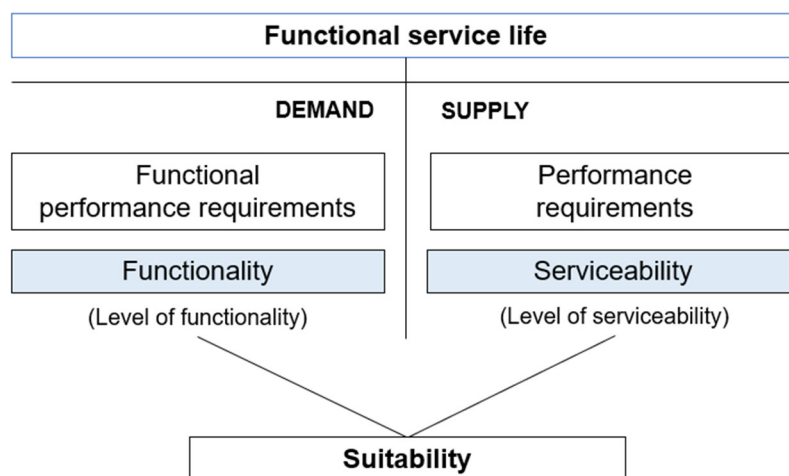 Functional service life
DEMAND
SUPPLY
Functional
performance requirements
Performance
requirements
Functionality
Serviceability
(Level of functionality)
(Level of serviceability)
Suitability